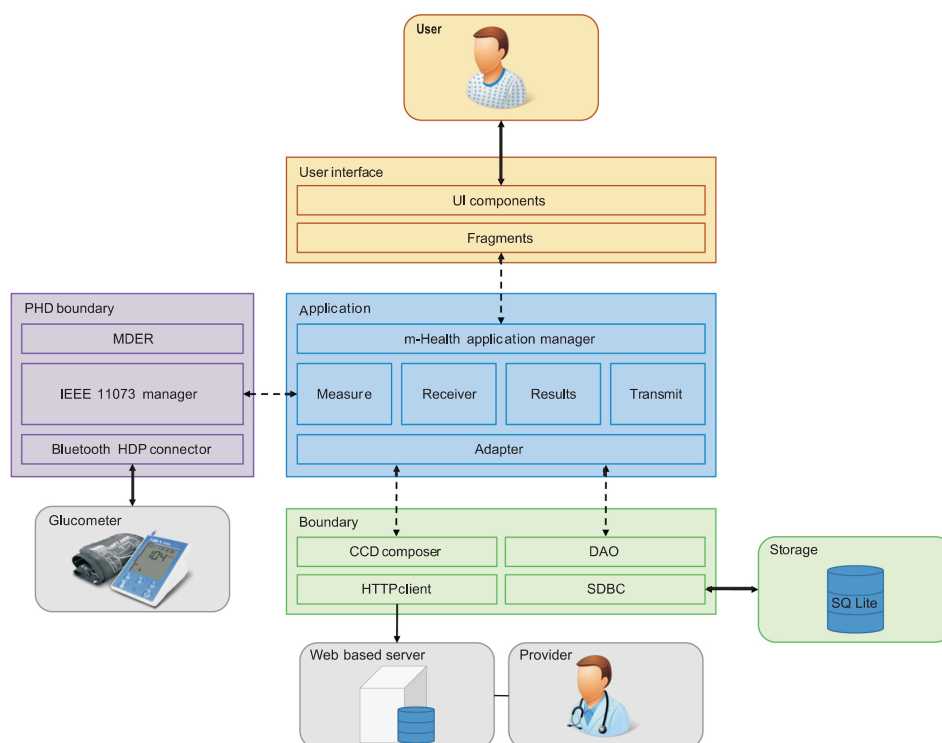 User
User interface
UI components
Fragments
PHD boundary
MDER
IEEE 11073 manager
Bluetooth HDP connector
Glucometer
Application
m-Health application manager
Measure
Receiver
Results
Transmit
Adapter
Boundary
CCD composer
DAO
HTTPclient
SDBC
Storage
SQ Lite
Web based server
Provider